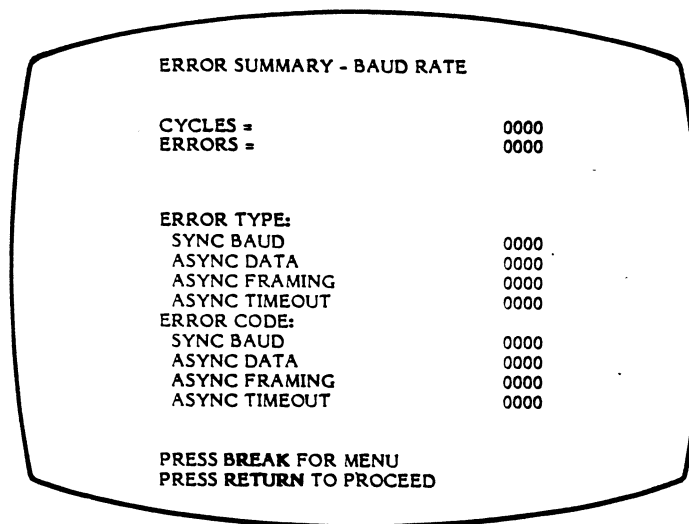 ERROR SUMMARY - BAUD RATE
CYCLES = 0000
ERRORS = 0000
ERROR TYPE:
SYNC BAUD 0000
ASYNC DATA 0000
ASYNC FRAMING 0000
ASYNC TIMEOUT 0000
ERROR CODE:
SYNC BAUD 0000
ASYNC DATA 0000
ASYNC FRAMING 0000
ASYNC TIMEOUT 0000
PRESS BREAK FOR MENU
PRESS RETURN TO PROCEED